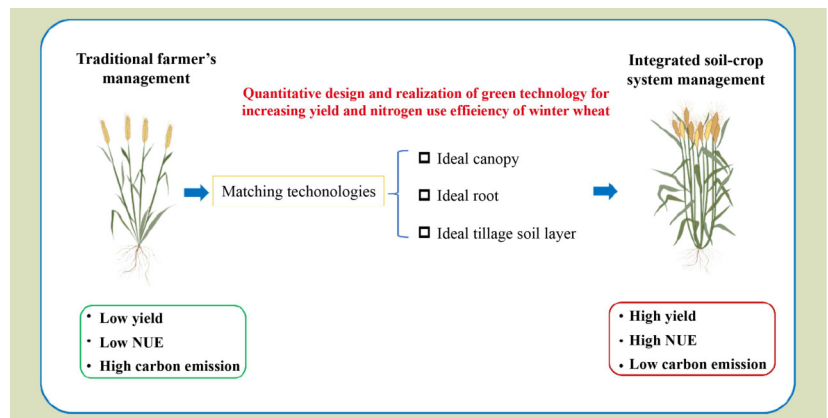 Traditional farmer's
management
Integrated soil-crop
system management
Quantitative design and realization of green technology for
increasing yield and nitrogen use effieiency of winter wheat
Matching techonologies
Ideal canopy
Ideal root
Ideal tillage soil layer
• Low yield
• Low NUE
• High carbon emission
• High yield
• High NUE
• Low carbon emission